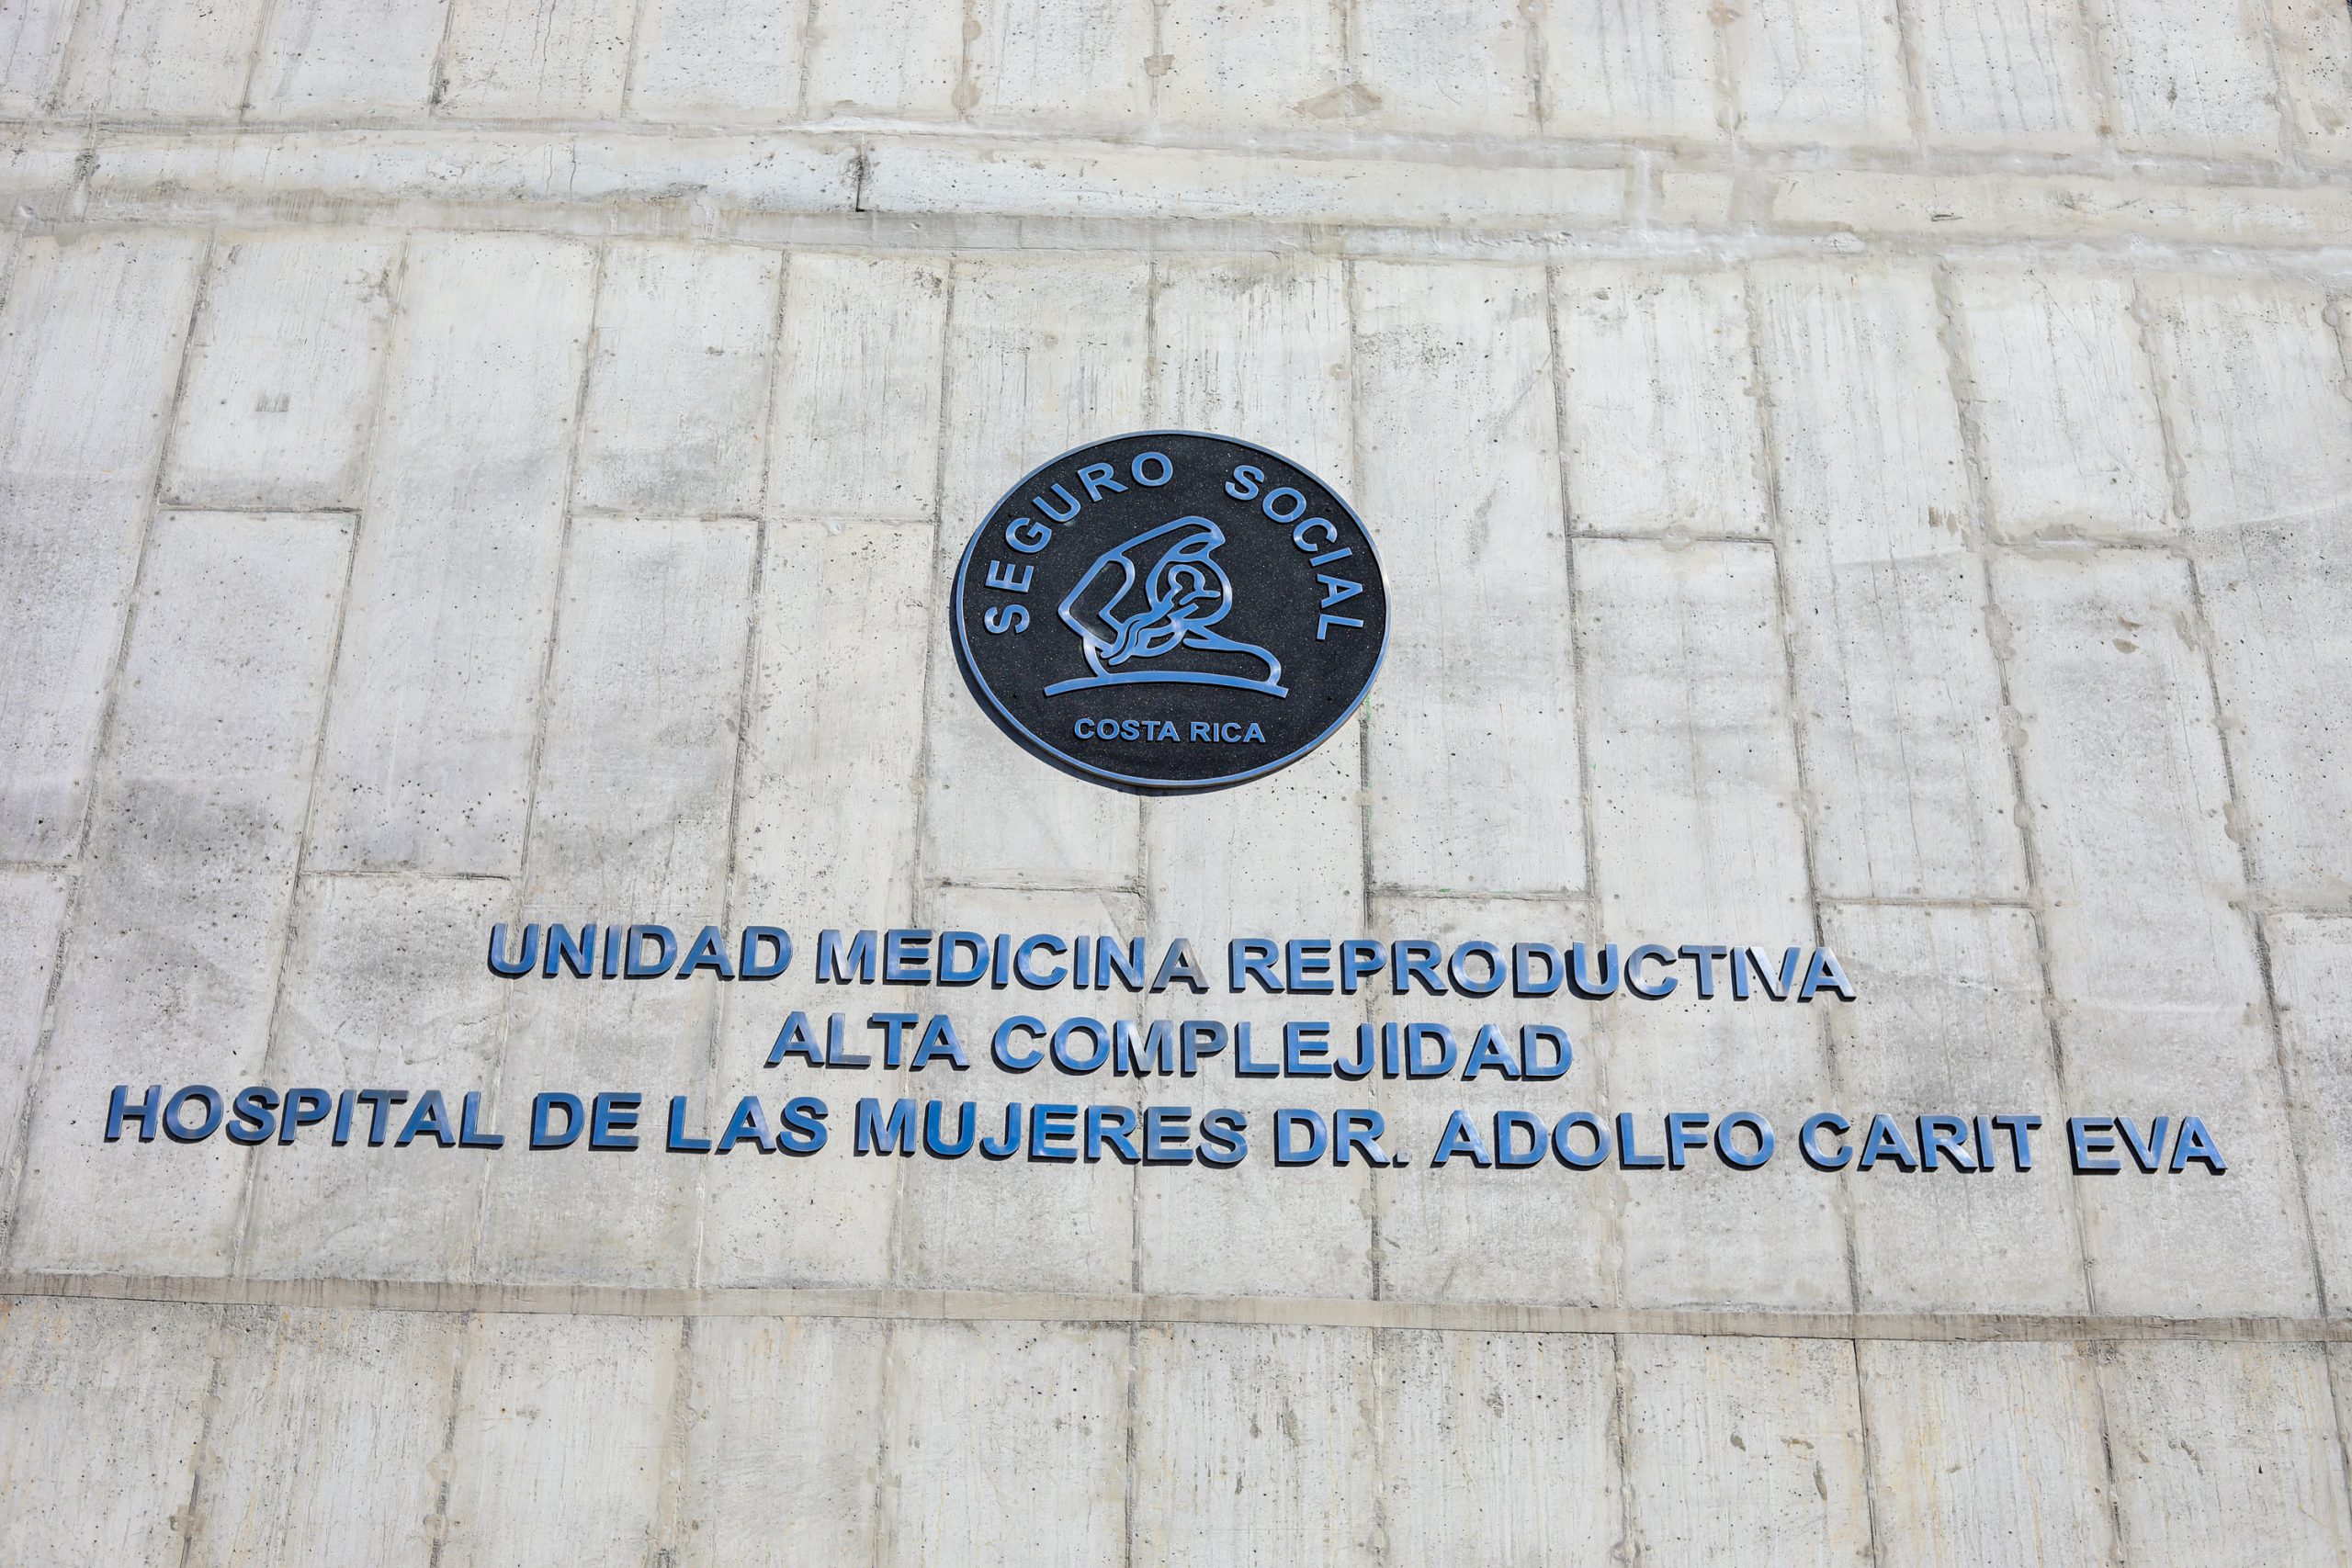 SEGURO SOCIAL
COSTA RICA
UNIDAD MEDICINA REPRODUCTIVA
ALTA COMPLEJIDAD
HOSPITAL DE LAS MUJERES DR. ADOLFO CARIT EVA